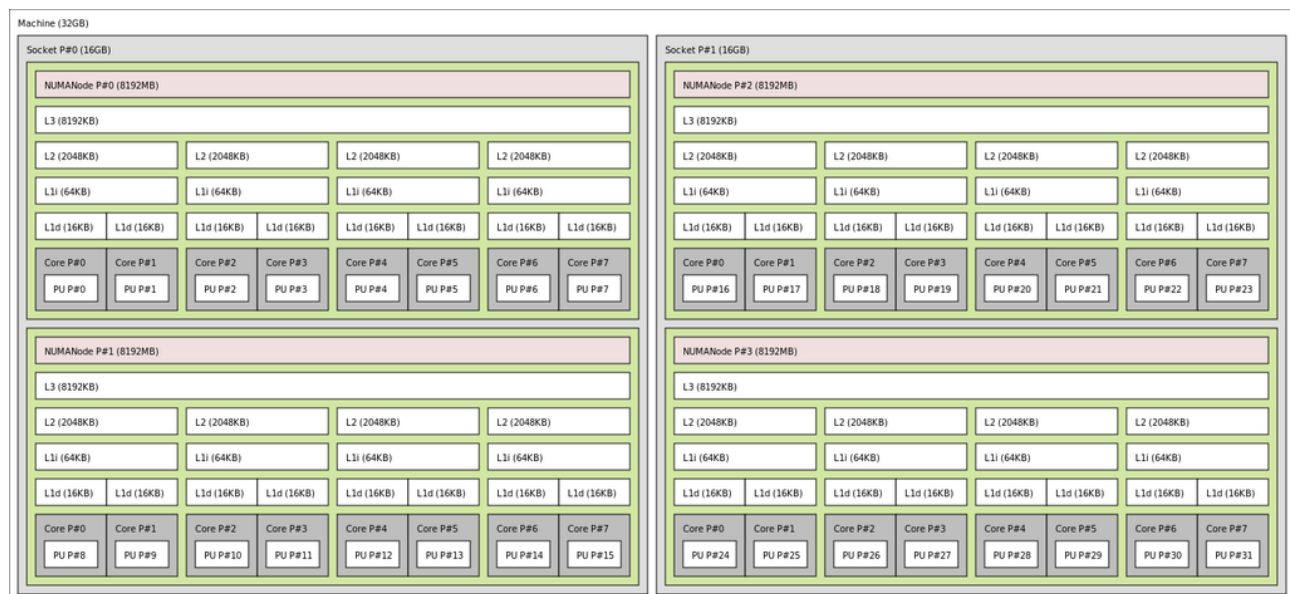 Machine (32GB)
Socket P#0 (16GB)
NUMANode P#0 (8192MB)
L3 (8192KB)
L2 (2048KB) L2 (2048KB) L2 (2048KB) L2 (2048KB)
L1i (64KB) L1i (64KB) L1i (64KB) L1i (64KB)
L1d (16KB) L1d (16KB) L1d (16KB) L1d (16KB) L1d (16KB) L1d (16KB) L1d (16KB) L1d (16KB)
Core P#0 Core P#1 Core P#2 Core P#3 Core P#4 Core P#5 Core P#6 Core P#7
PU P#0 PU P#1 PU P#2 PU P#3 PU P#4 PU P#5 PU P#6 PU P#7
NUMANode P#1 (8192MB)
L3 (8192KB)
L2 (2048KB) L2 (2048KB) L2 (2048KB) L2 (2048KB)
L1i (64KB) L1i (64KB) L1i (64KB) L1i (64KB)
L1d (16KB) L1d (16KB) L1d (16KB) L1d (16KB) L1d (16KB) L1d (16KB) L1d (16KB) L1d (16KB)
Core P#0 Core P#1 Core P#2 Core P#3 Core P#4 Core P#5 Core P#6 Core P#7
PU P#8 PU P#9 PU P#10 PU P#11 PU P#12 PU P#13 PU P#14 PU P#15
Socket P#1 (16GB)
NUMANode P#2 (8192MB)
L3 (8192KB)
L2 (2048KB) L2 (2048KB) L2 (2048KB) L2 (2048KB)
L1i (64KB) L1i (64KB) L1i (64KB) L1i (64KB)
L1d (16KB) L1d (16KB) L1d (16KB) L1d (16KB) L1d (16KB) L1d (16KB) L1d (16KB) L1d (16KB)
Core P#0 Core P#1 Core P#2 Core P#3 Core P#4 Core P#5 Core P#6 Core P#7
PU P#16 PU P#17 PU P#18 PU P#19 PU P#20 PU P#21 PU P#22 PU P#23
NUMANode P#3 (8192MB)
L3 (8192KB)
L2 (2048KB) L2 (2048KB) L2 (2048KB) L2 (2048KB)
L1i (64KB) L1i (64KB) L1i (64KB) L1i (64KB)
L1d (16KB) L1d (16KB) L1d (16KB) L1d (16KB) L1d (16KB) L1d (16KB) L1d (16KB) L1d (16KB)
Core P#0 Core P#1 Core P#2 Core P#3 Core P#4 Core P#5 Core P#6 Core P#7
PU P#24 PU P#25 PU P#26 PU P#27 PU P#28 PU P#29 PU P#30 PU P#31